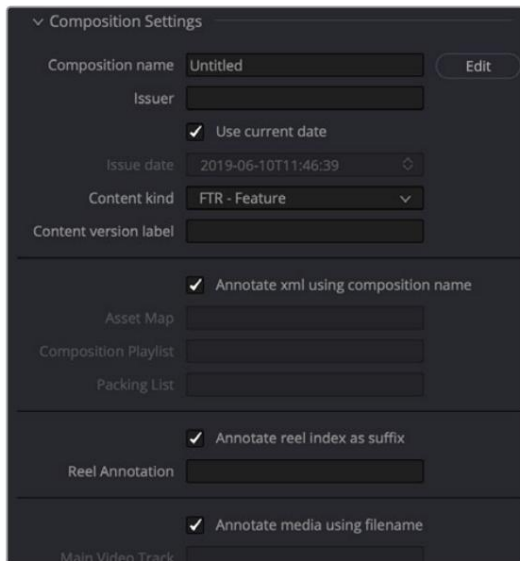 Composition Settings
Composition name Untitled Edit
Issuer
Use current date
Issue date 2019-06-10T11:46:39
Content kind FTR - Feature
Content version label
Annotate xml using composition name
Asset Map
Composition Playlist
Packing List
Annotate reel index as suffix
Reel Annotation
Annotate media using filename
Main Video Track